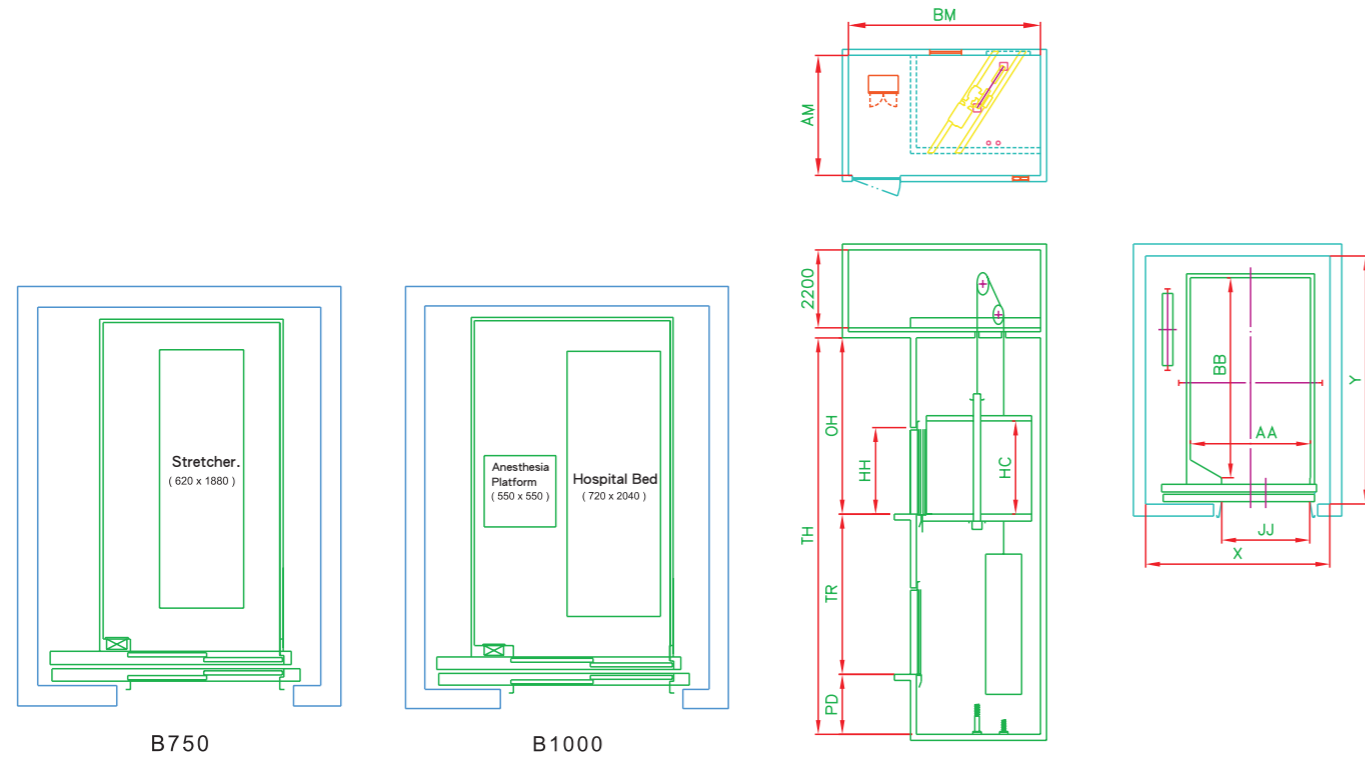 BM
AM
2200
OH
HH
HC
TH
TR
PD
BB
AA
Y
JJ
X
Stretcher.
( 620 x 1880 )
Anesthesia
Platform
( 550 x 550 )
Hospital Bed
( 720 x 2040 )
B750
B1000